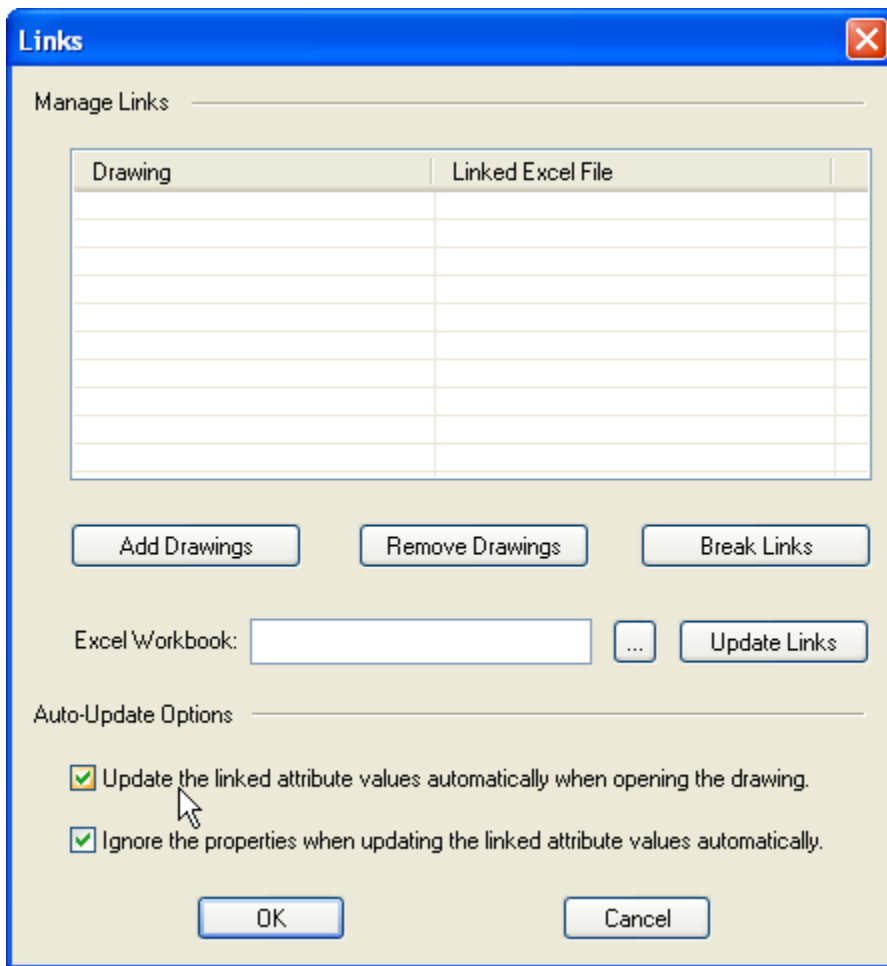 Links
Manage Links
Drawing Linked Excel File
Add Drawings Remove Drawings Break Links
Excel Workbook: ... Update Links
Auto-Update Options
Update the linked attribute values automatically when opening the drawing.
Ignore the properties when updating the linked attribute values automatically.
OK Cancel